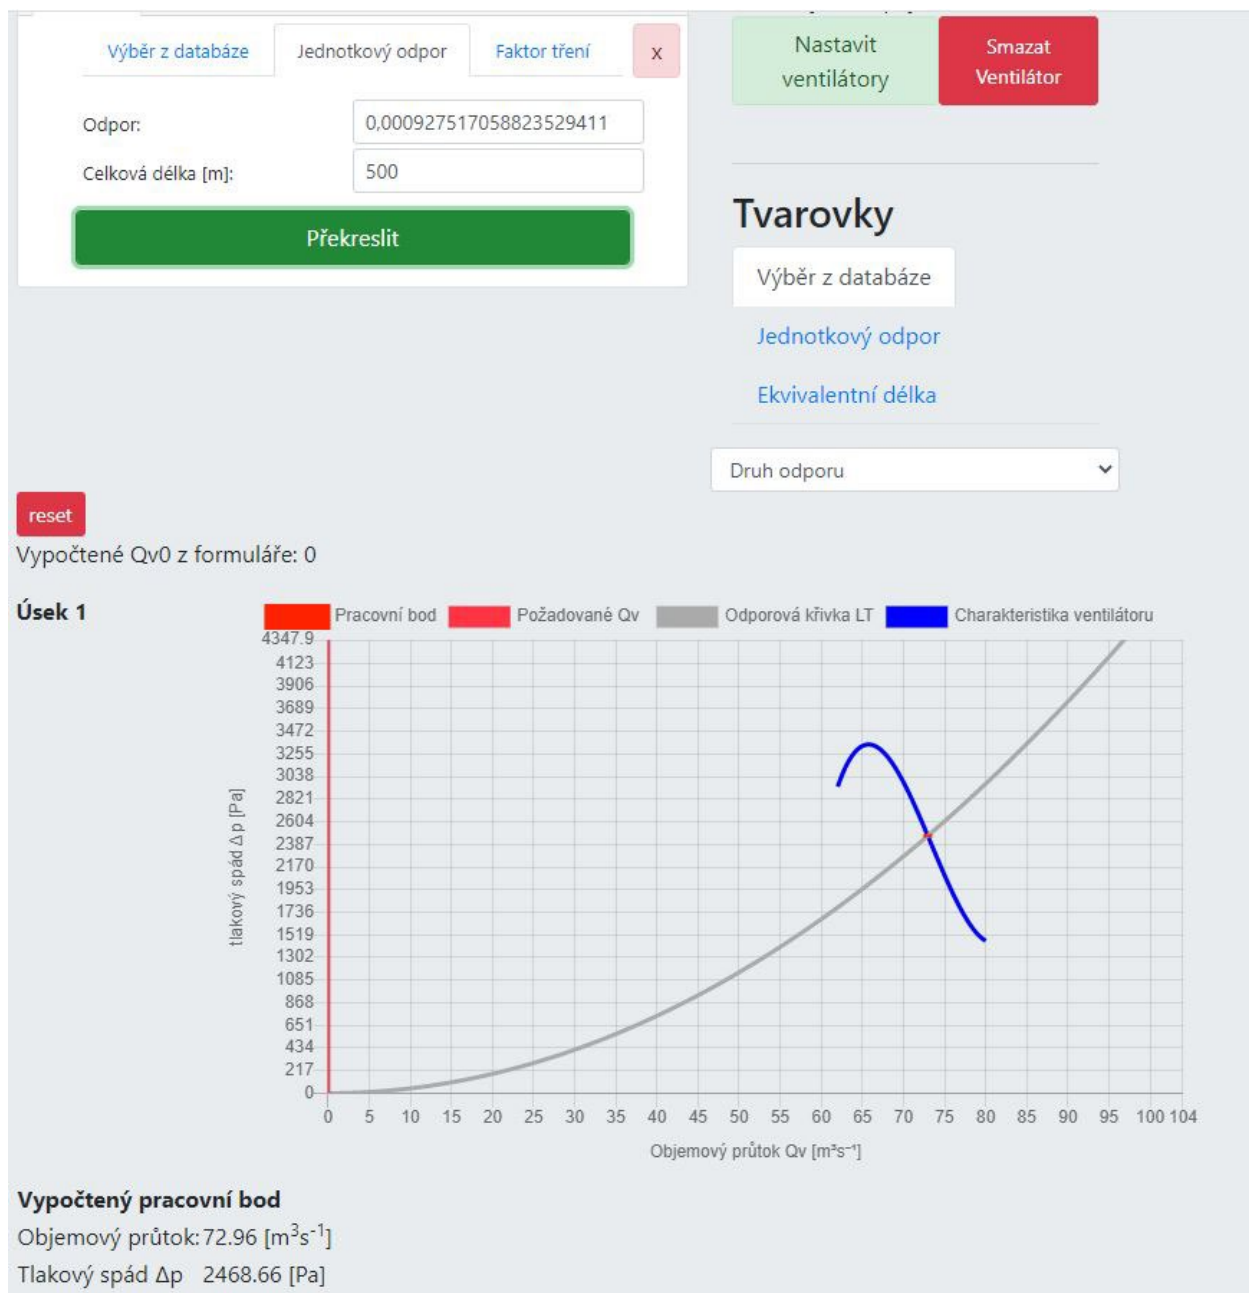 Výběr z databáze
Jednotkový odpor
Faktor tření
x
Odpor:
0,000927517058823529411
Celková délka [m]:
500
Překreslit
Nastavit
ventilátory
Smazat
Ventilátor
Tvarovky
Výběr z databáze
Jednotkový odpor
Ekvivalentní délka
Druh odporu
reset
Vypočtené Qv0 z formuláře: 0
Úsek 1
Pracovní bod
Požadované Qv
Odporová křivka LT
Charakteristika ventilátoru
4347.9
4123
3906
3689
3472
3255
3038
2821
2604
2387
2170
1953
1736
1519
1302
1085
868
651
434
217
0
tlakový spád Δp [Pa]
0 5 10 15 20 25 30 35 40 45 50 55 60 65 70 75 80 85 90 95 100 104
Objemový průtok Qv [m³s⁻¹]
Vypočtený pracovní bod
Objemový průtok: 72.96 [m³s⁻¹]
Tlakový spád Δp 2468.66 [Pa]